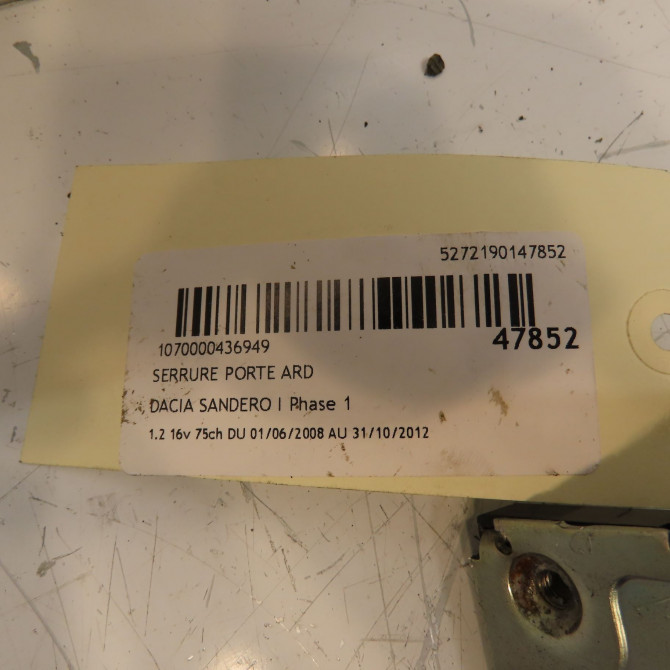 5272190147852
1070000436949
47852
SERRURE PORTE ARD
DACIA SANDERO I Phase 1
1.2 16v 75ch DU 01/06/2008 AU 31/10/2012